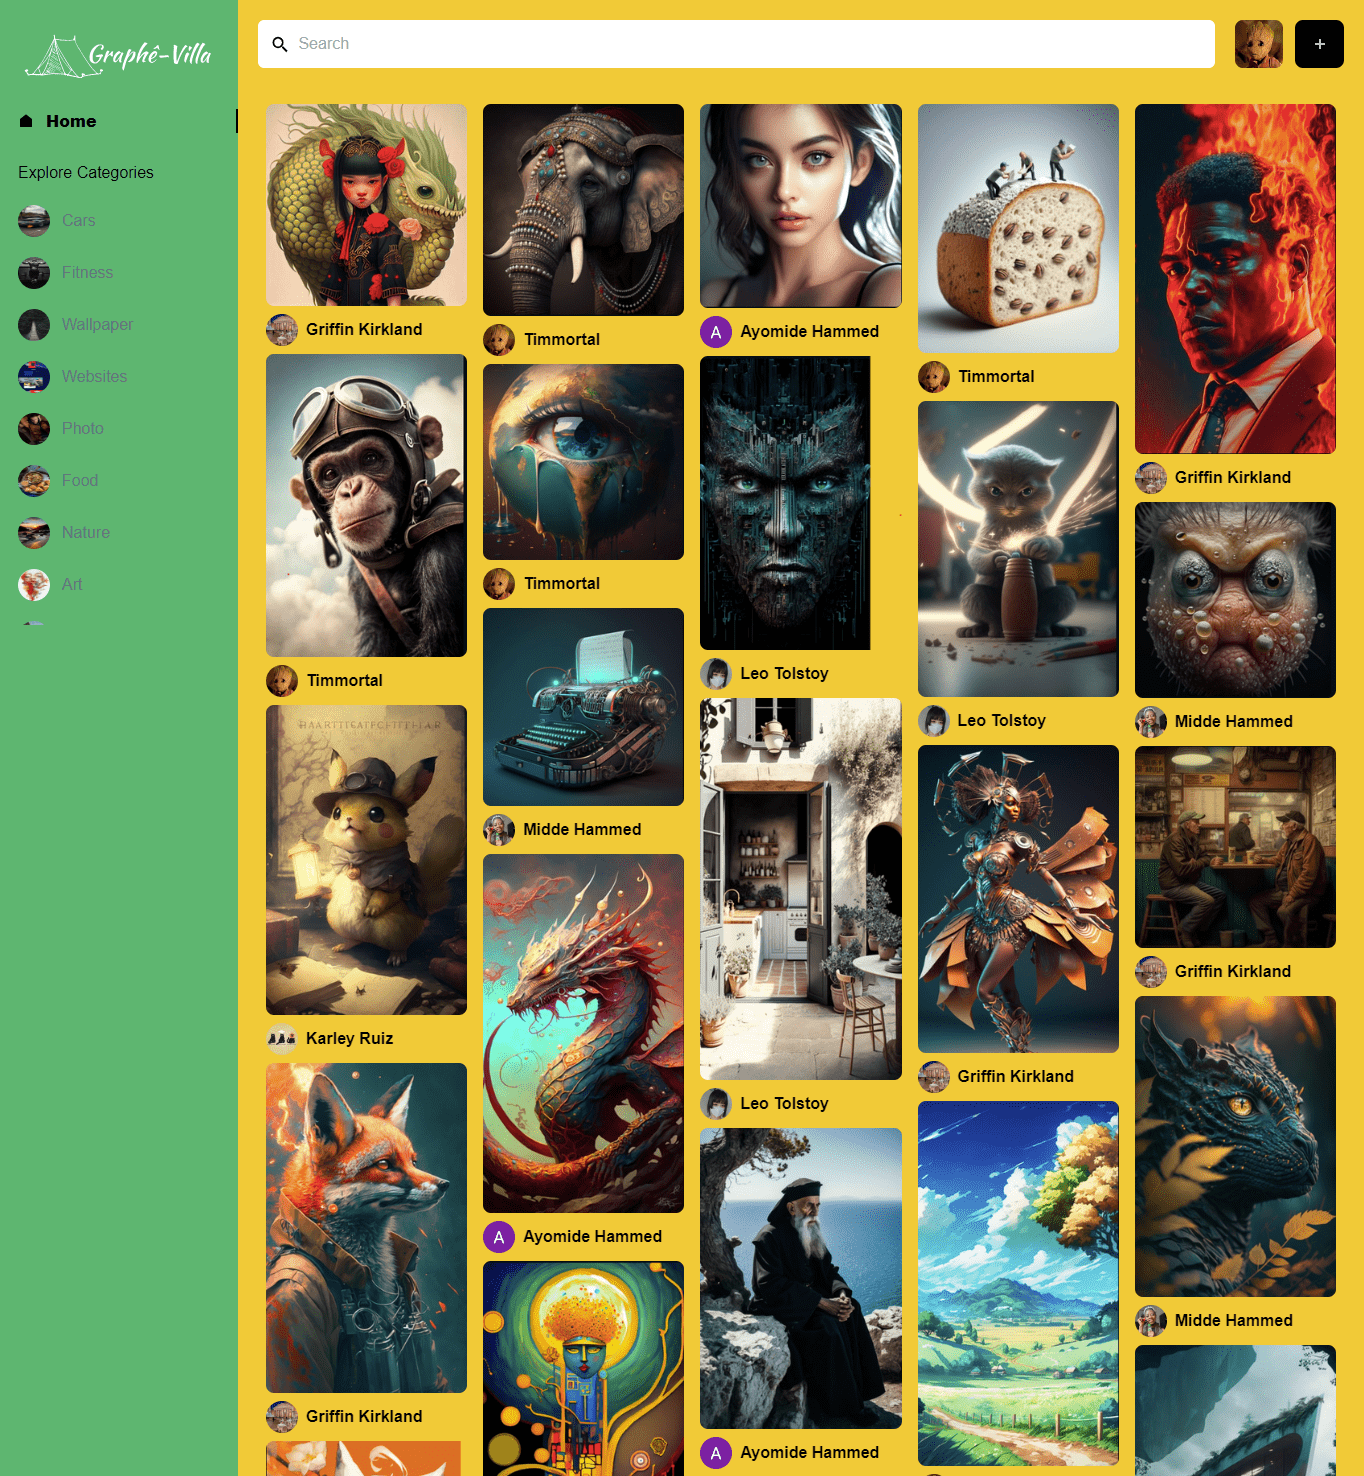 Graphê-Villa
Home
Explore Categories
Cars
Fitness
Wallpaper
Websites
Photo
Food
Nature
Art
Search
+
Griffin Kirkland
Timmortal
Karley Ruiz
Griffin Kirkland
Timmortal
Timmortal
Midde Hammed
A Ayomide Hammed
A Ayomide Hammed
Leo Tolstoy
Leo Tolstoy
A Ayomide Hammed
Timmortal
Leo Tolstoy
Griffin Kirkland
Griffin Kirkland
Midde Hammed
Griffin Kirkland
Midde Hammed